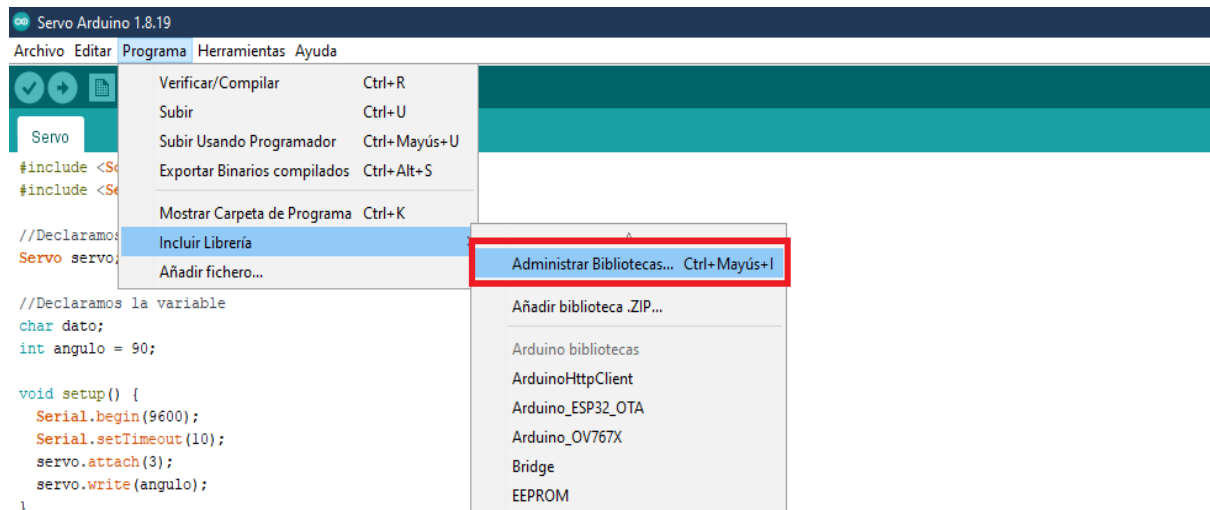 Servo Arduino 1.8.19
Archivo Editar Programa Herramientas Ayuda
Verificar/Compilar Ctrl+R
Subir Ctrl+U
Subir Usando Programador Ctrl+Mayús+U
Exportar Binarios compilados Ctrl+Alt+S
Mostrar Carpeta de Programa Ctrl+K
Incluir Librería
Añadir fichero...
Administrar Bibliotecas... Ctrl+Mayús+I
Añadir biblioteca .ZIP...
Arduino bibliotecas
ArduinoHttpClient
Arduino_ESP32_OTA
Arduino_OV767X
Bridge
EEPROM
Servo
#include <So
#include <Se
//Declaramos
Servo servo;
//Declaramos la variable
char dato;
int angulo = 90;
void setup() {
Serial.begin(9600);
Serial.setTimeout(10);
servo.attach(3);
servo.write(angulo);